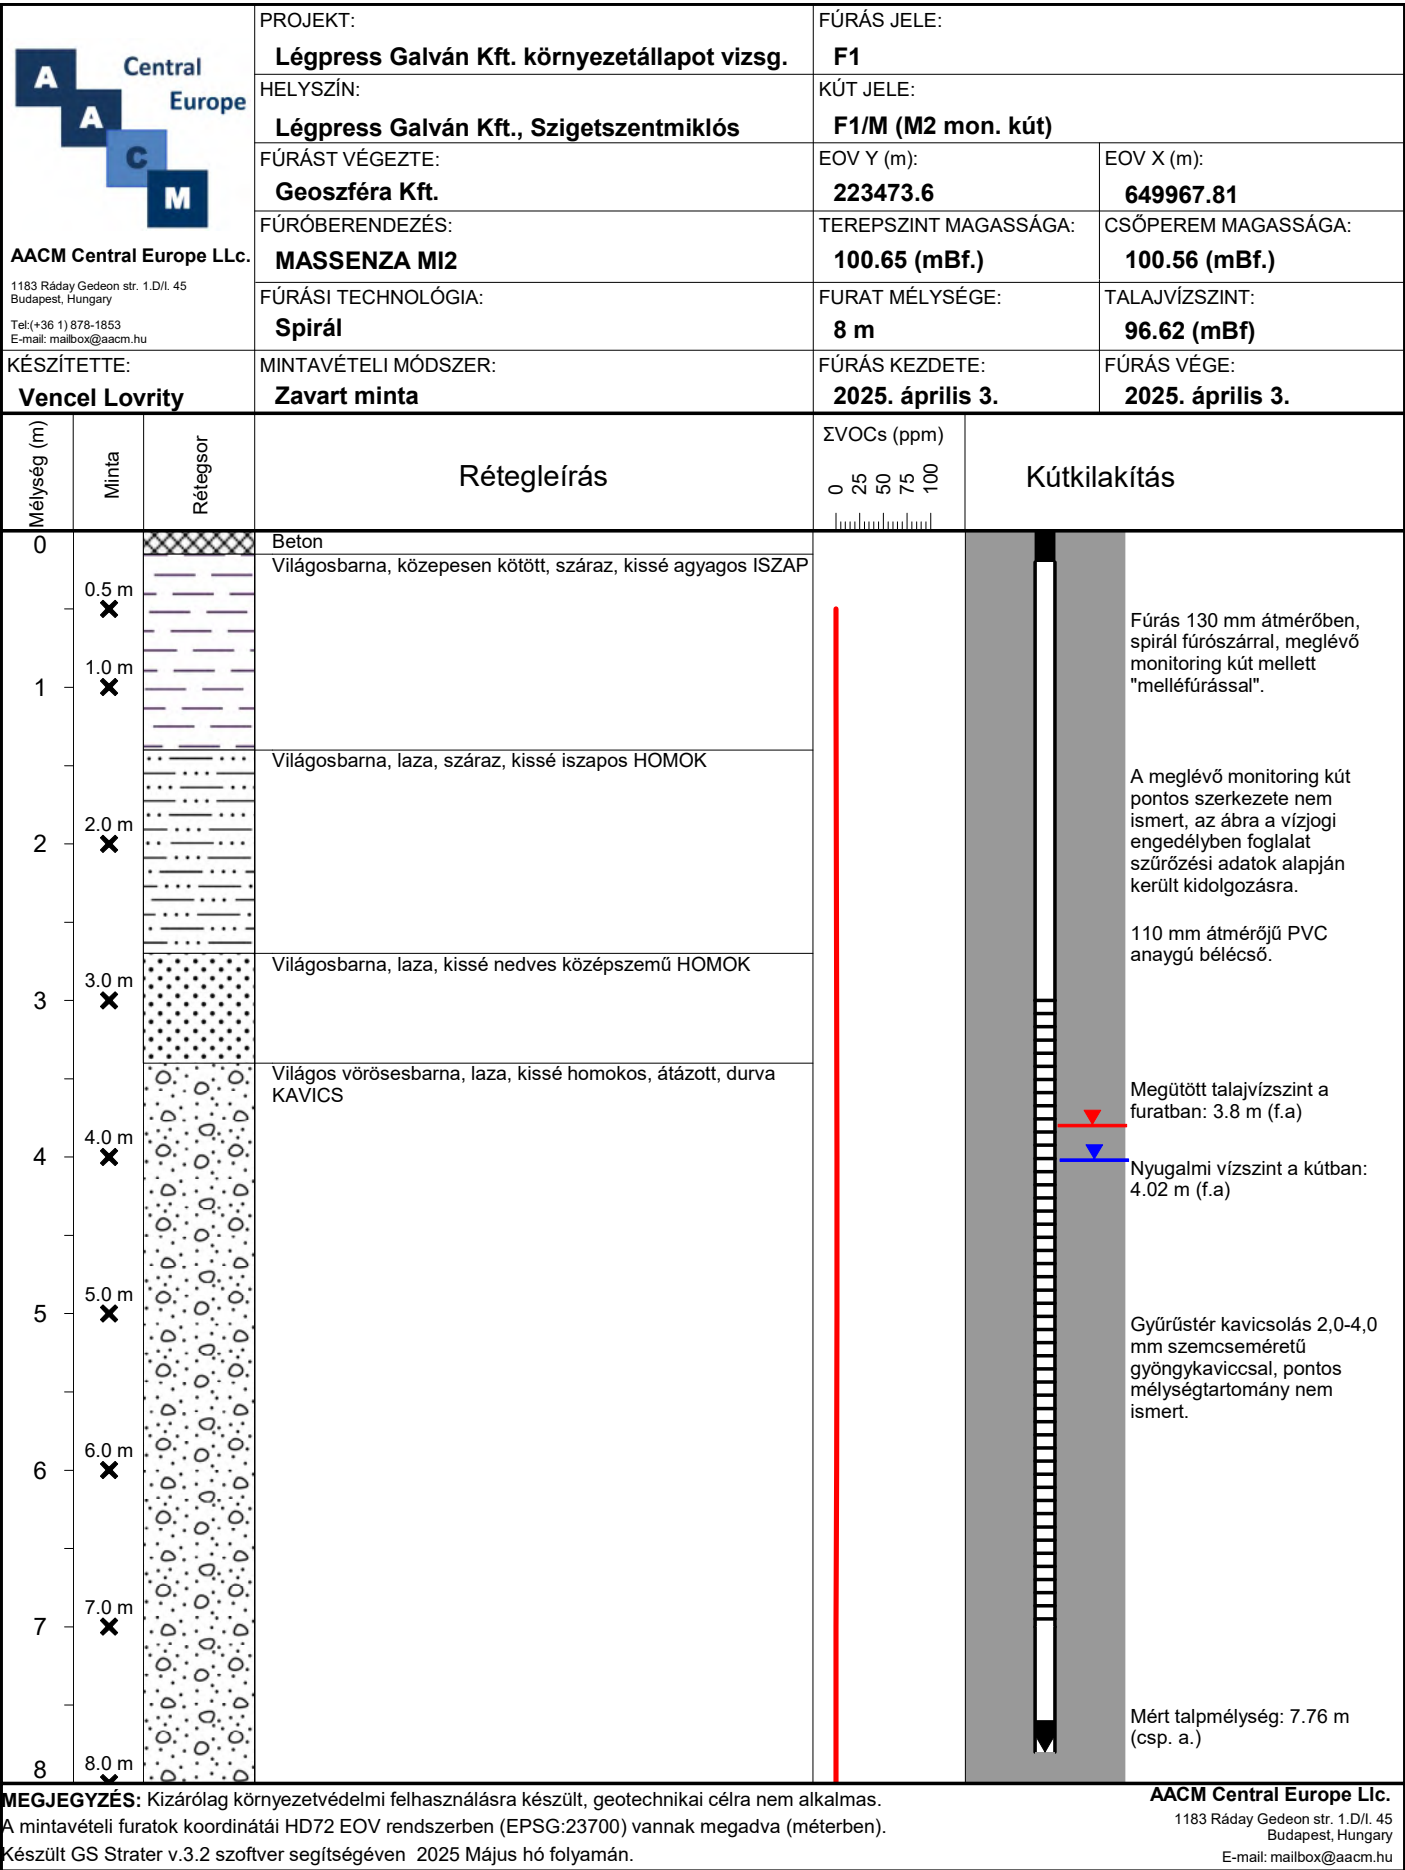 A
A
C
M
Central
Europe
AACM Central Europe LLc.
1183 Ráday Gedeon str. 1.D/I. 45
Budapest, Hungary
Tel:(+36 1) 878-1853
E-mail: mailbox@aacm.hu
KÉSZÍTETTE:
Vencel Lovrity
PROJEKT:
Légpress Galván Kft. környezetállapot vizsg.
HELYSZÍN:
Légpress Galván Kft., Szigetszentmiklós
FÚRÁST VÉGEZTE:
Geoszféra Kft.
FÚRÓBERENDEZÉS:
MASSENZA MI2
FÚRÁSI TECHNOLÓGIA:
Spirál
MINTAVÉTELI MÓDSZER:
Zavart minta
FÚRÁS JELE:
F1
KÚT JELE:
F1/M (M2 mon. kút)
EOV Y (m):
223473.6
EOV X (m):
649967.81
TEREPSZINT MAGASSÁGA:
100.65 (mBf.)
CSŐPEREM MAGASSÁGA:
100.56 (mBf.)
FURAT MÉLYSÉGE:
8 m
TALAJVÍZSZINT:
96.62 (mBf)
FÚRÁS KEZDETE:
2025. április 3.
FÚRÁS VÉGE:
2025. április 3.
Mélység (m)
Minta
Rétegsor
Rétegleírás
ΣVOCs (ppm)
0 25 50 75 100
Kútkilakítás
0
1
2
3
4
5
6
7
8
0.5 m
1.0 m
2.0 m
3.0 m
4.0 m
5.0 m
6.0 m
7.0 m
8.0 m
Beton
Világosbarna, közepesen kötött, száraz, kissé agyagos ISZAP
Világosbarna, laza, száraz, kissé iszapos HOMOK
Világosbarna, laza, kissé nedves középszemű HOMOK
Világos vörösesbarna, laza, kissé homokos, átázott, durva
KAVICS
Fúrás 130 mm átmérőben,
spirál fúrószárral, meglévő
monitoring kút mellett
"melléfúrással".
A meglévő monitoring kút
pontos szerkezete nem
ismert, az ábra a vízjogi
engedélyben foglalat
szűrőzési adatok alapján
került kidolgozásra.
110 mm átmérőjű PVC
anaygú bélécső.
Megütött talajvízszint a
furatban: 3.8 m (f.a)
Nyugalmi vízszint a kútban:
4.02 m (f.a)
Gyűrűstér kavicsolás 2,0-4,0
mm szemcseméretű
gyöngykaviccsal, pontos
mélységtartomány nem
ismert.
Mért talpmélység: 7.76 m
(csp. a.)
MEGJEGYZÉS: Kizárólag környezetvédelmi felhasználásra készült, geotechnikai célra nem alkalmas.
A mintavételi furatok koordinátái HD72 EOV rendszerben (EPSG:23700) vannak megadva (méterben).
Készült GS Strater v.3.2 szoftver segítségéven 2025 Május hó folyamán.
AACM Central Europe Llc.
1183 Ráday Gedeon str. 1.D/I. 45
Budapest, Hungary
E-mail: mailbox@aacm.hu